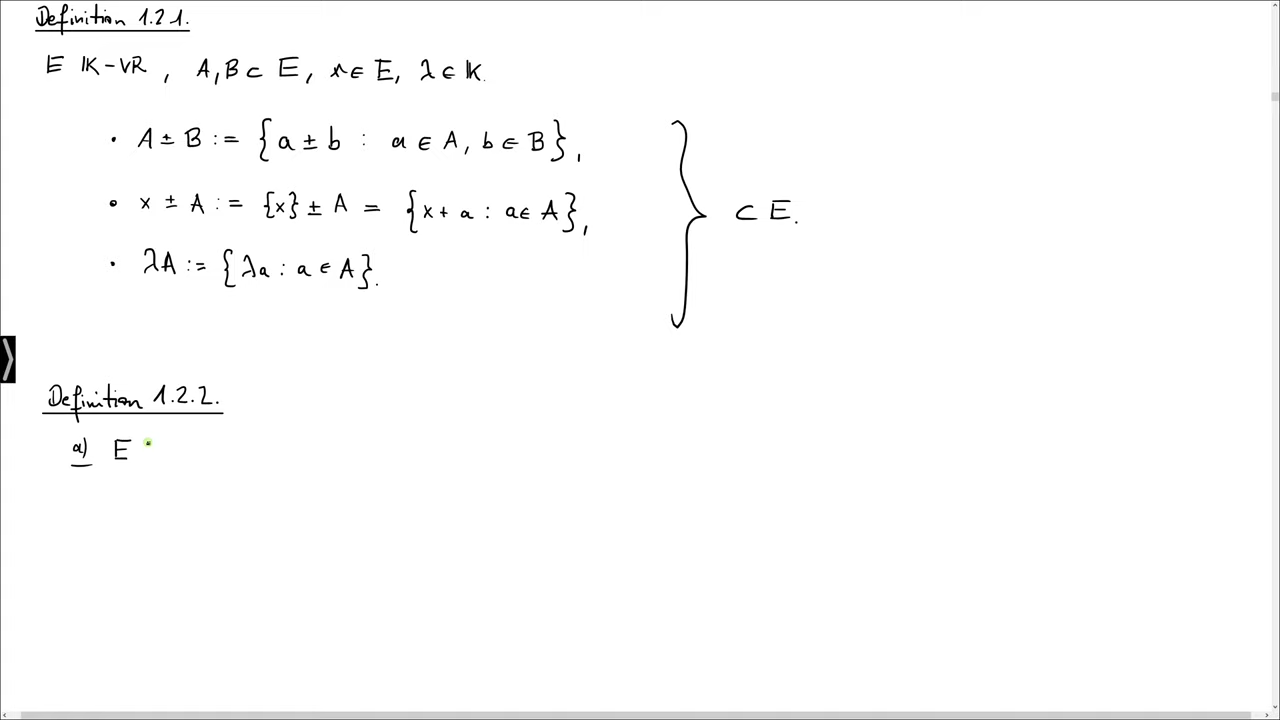 Definition 1.2.1.
E 𝕂-VR, A, B ⊂ E, x ∈ E, λ ∈ 𝕂.
• A ± B := {a ± b : a ∈ A, b ∈ B},
• x ± A := {x} ± A = {x + a : a ∈ A},
⊂ E.
• λA := {λa : a ∈ A}.
Definition 1.2.2.
a) E